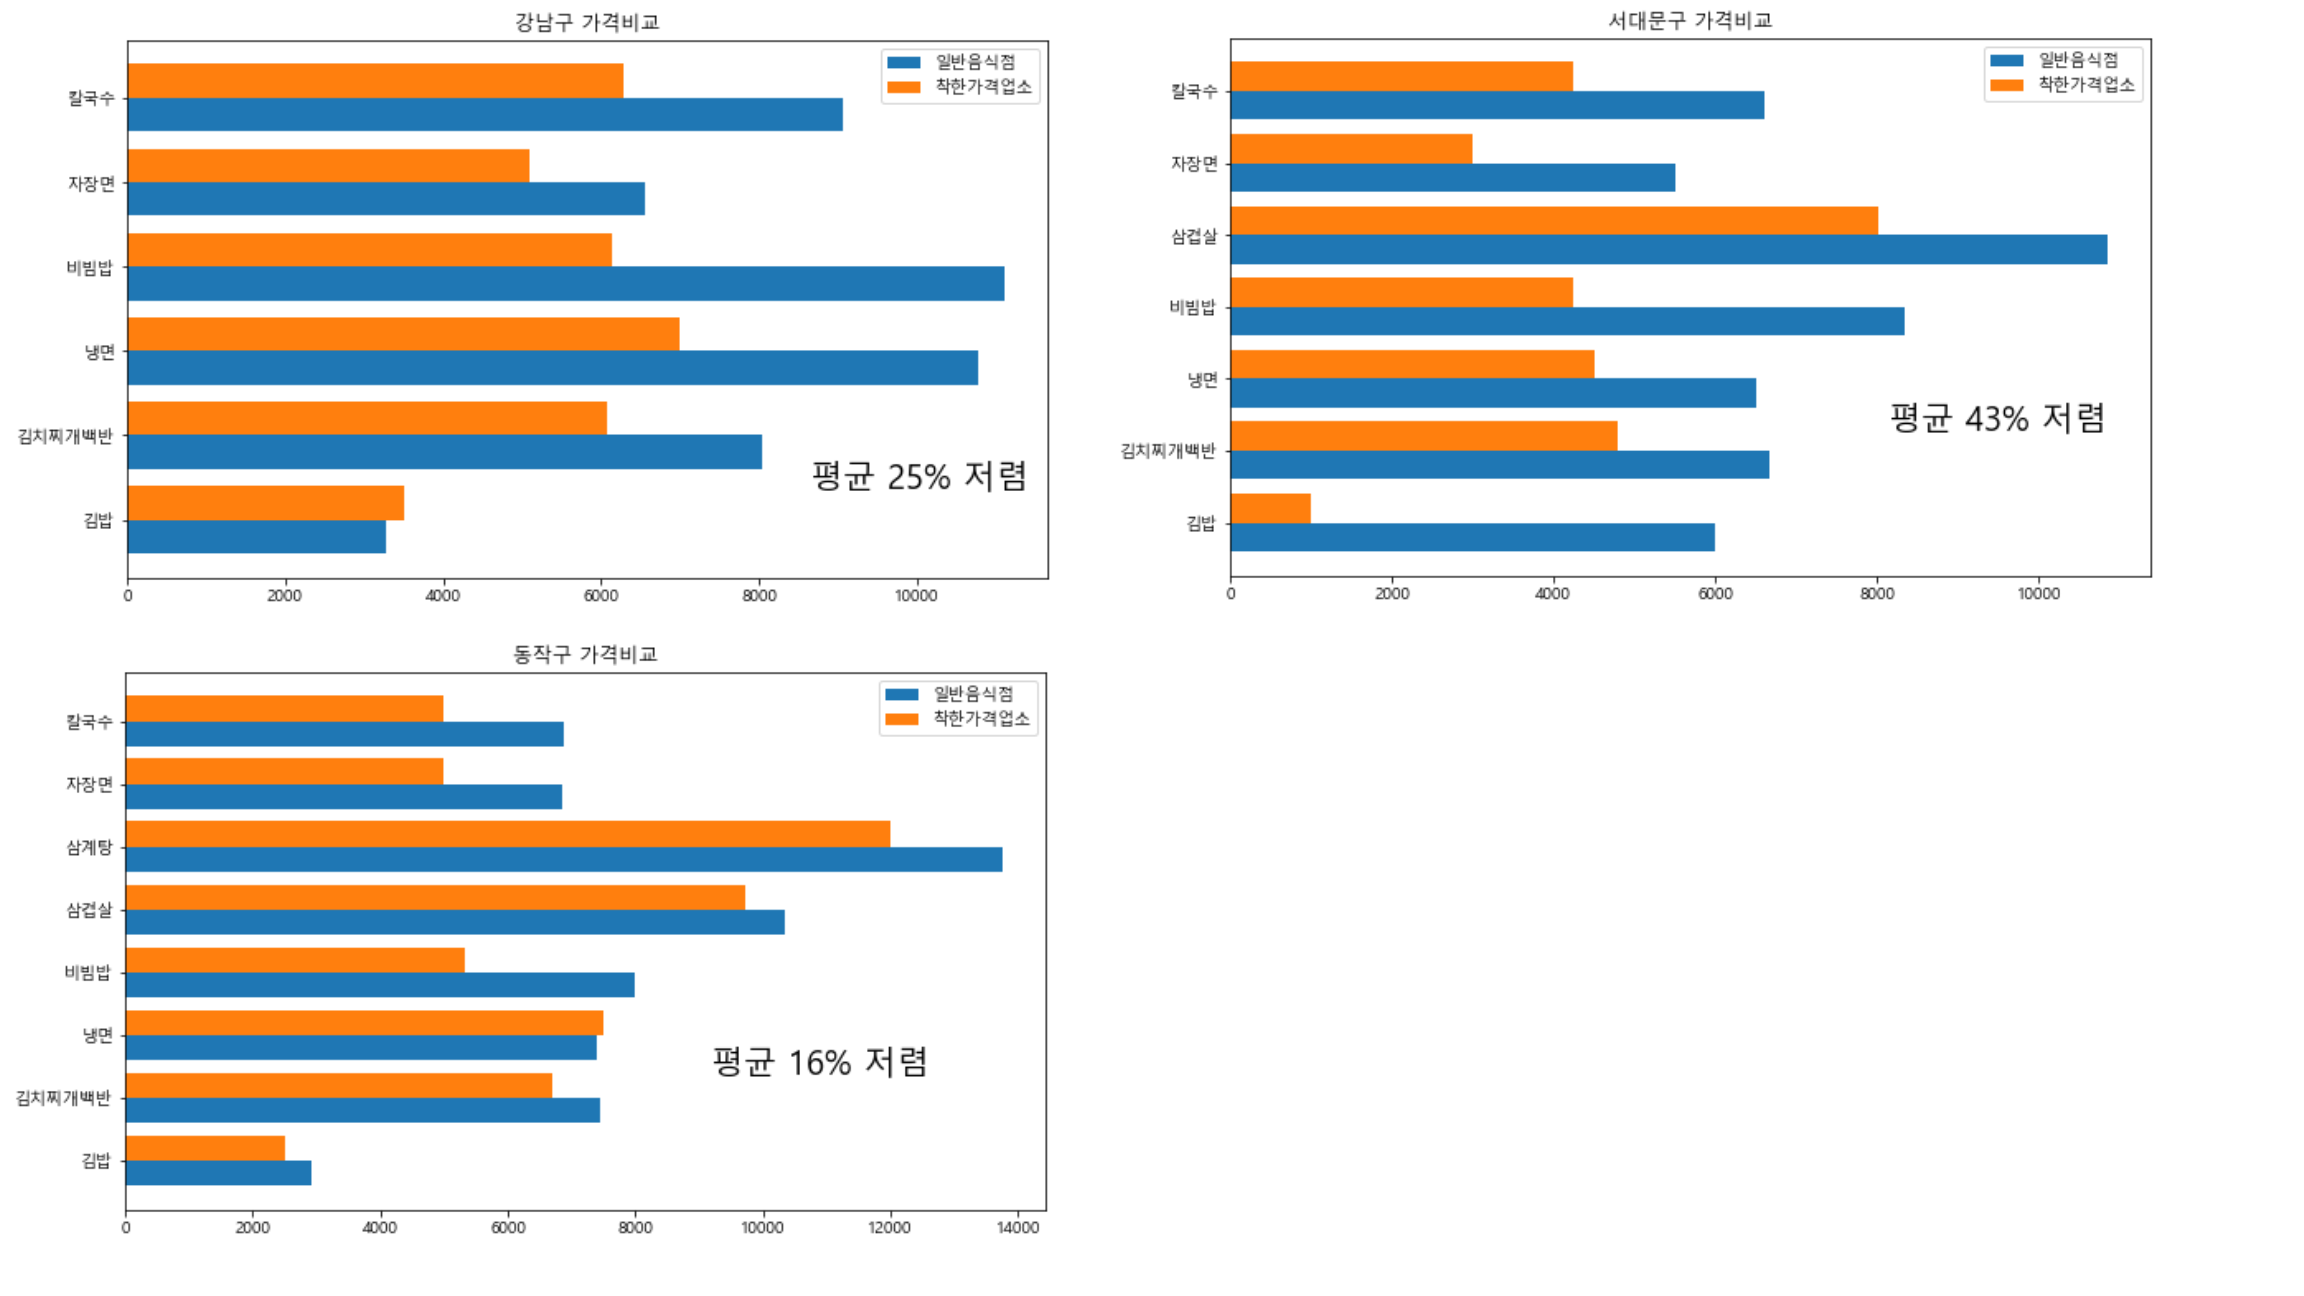 강남구 가격비교
일반음식점
착한가격업소
칼국수
자장면
비빔밥
냉면
김치찌개백반
김밥
평균 25% 저렴
0 2000 4000 6000 8000 10000
서대문구 가격비교
일반음식점
착한가격업소
칼국수
자장면
삼겹살
비빔밥
냉면
김치찌개백반
김밥
평균 43% 저렴
0 2000 4000 6000 8000 10000
동작구 가격비교
일반음식점
착한가격업소
칼국수
자장면
삼계탕
삼겹살
비빔밥
냉면
김치찌개백반
김밥
평균 16% 저렴
0 2000 4000 6000 8000 10000 12000 14000